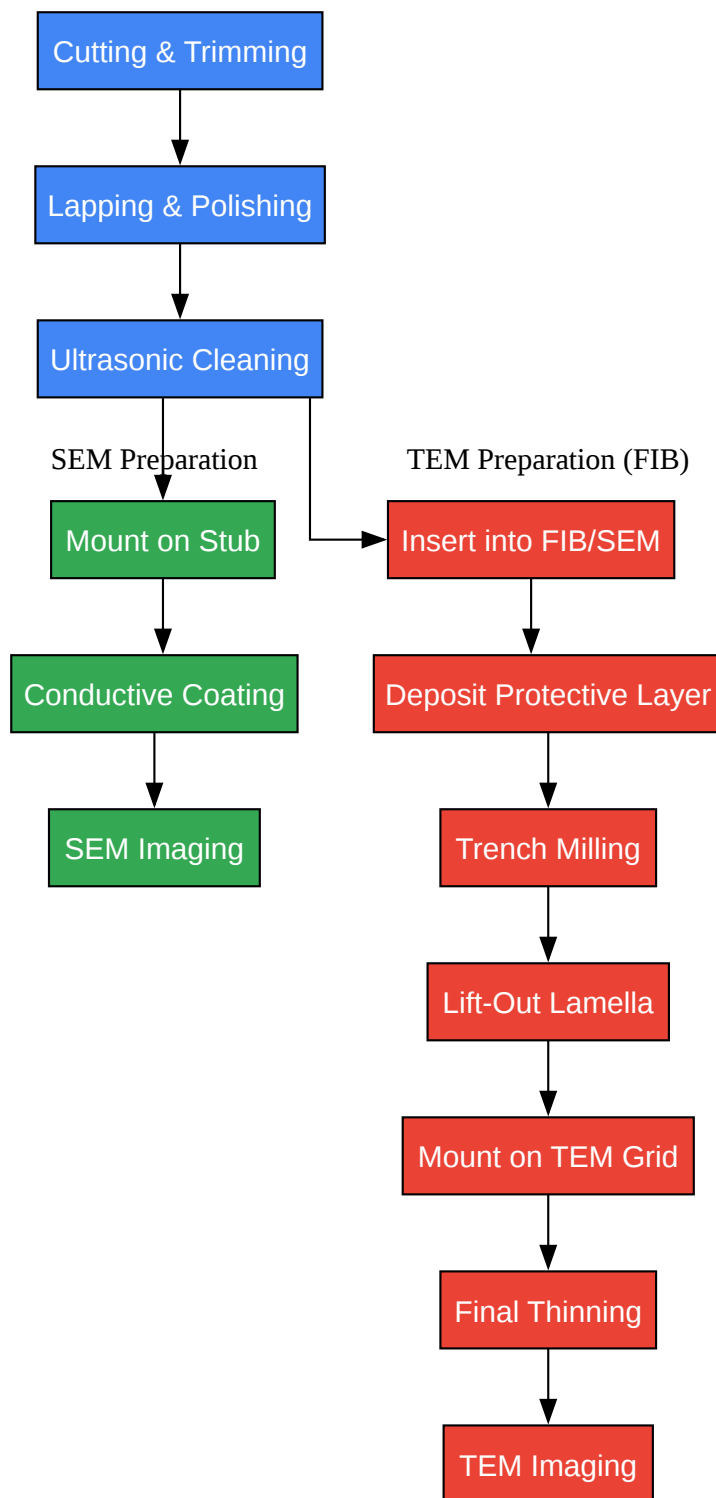 Cutting & Trimming
Lapping & Polishing
Ultrasonic Cleaning
SEM Preparation
Mount on Stub
Conductive Coating
SEM Imaging
TEM Preparation (FIB)
Insert into FIB/SEM
Deposit Protective Layer
Trench Milling
Lift-Out Lamella
Mount on TEM Grid
Final Thinning
TEM Imaging